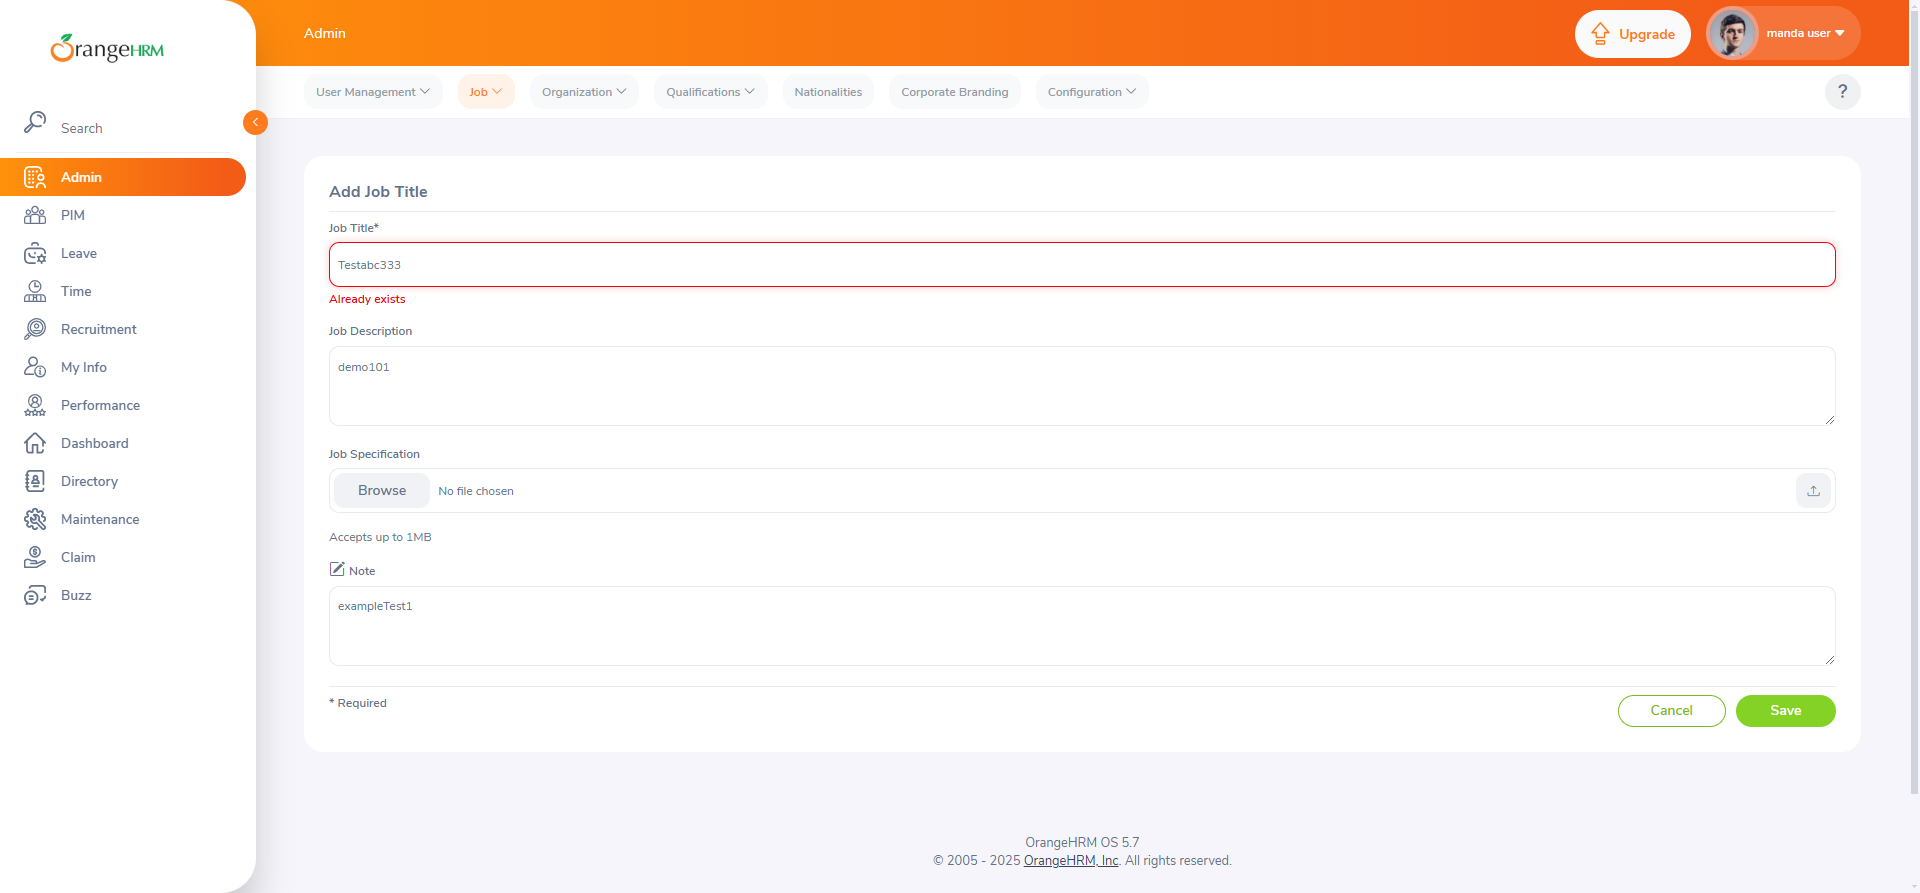 OrangeHRM
Admin
Upgrade
manda user
User Management
Job
Organization
Qualifications
Nationalities
Corporate Branding
Configuration
?
Search
Admin
PIM
Leave
Time
Recruitment
My Info
Performance
Dashboard
Directory
Maintenance
Claim
Buzz
Add Job Title
Job Title*
Testabc333
Already exists
Job Description
demo101
Job Specification
Browse No file chosen
Accepts up to 1MB
Note
exampleTest1
* Required
Cancel
Save
OrangeHRM OS 5.7
© 2005 - 2025 OrangeHRM, Inc. All rights reserved.